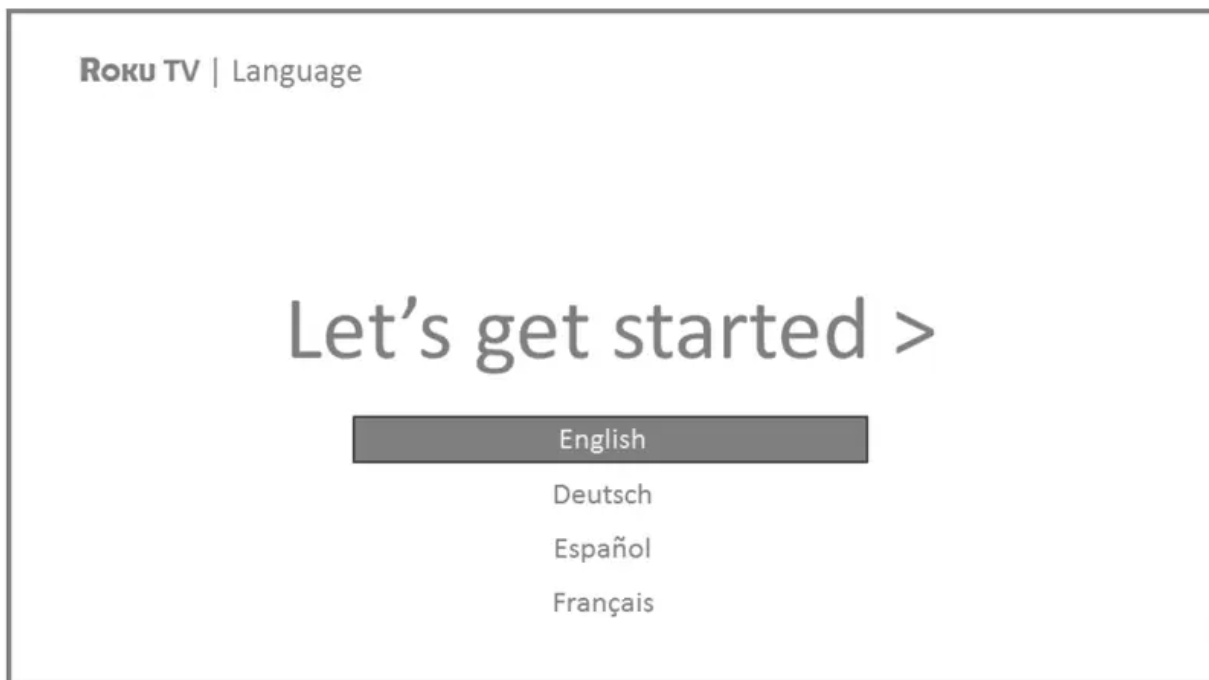 ROKU TV | Language
Let’s get started >
English
Deutsch
Español
Français